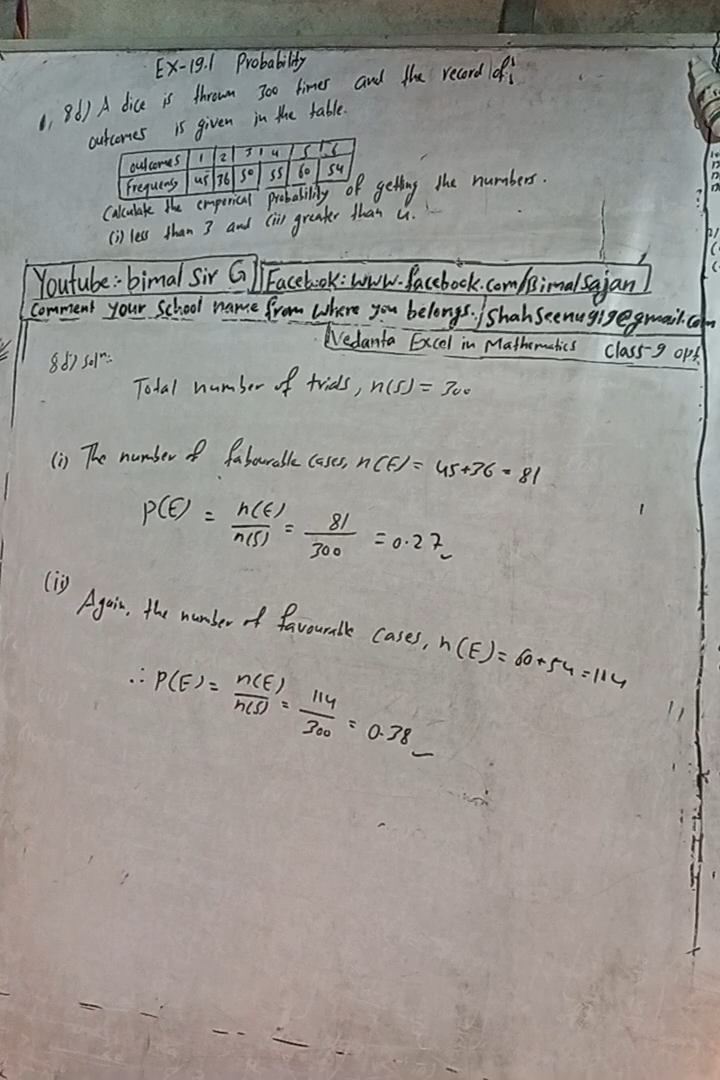 EX-19.1 Probability
1, 8d) A dice is thrown 300 times and the record of
outcomes is given in the table.
outcomes 1 2 3 4 5 6
Frequency 45 36 50 55 60 54
Calculate the emperical probability of getting the numbers.
(i) less than 3 and (ii) greater than 4.
Youtube:- bimal Sir G Facebook: www.facebook.com/Bimalsajan
Comment your School name from where you belongs. / Shahseenu919@gmail.com
Vedanta Excel in Mathematics Class-9 opt
8d) Solⁿ:
Total number of trials, n(S) = 300
(i) The number of fabourable cases, n(E) = 45+36 = 81
P(E) = n(E)/n(S) = 81/300 = 0.27
(ii)
Again, the number of favourable cases, n(E) = 60+54 = 114
∴ P(E) = n(E)/n(S) = 114/300 = 0.38